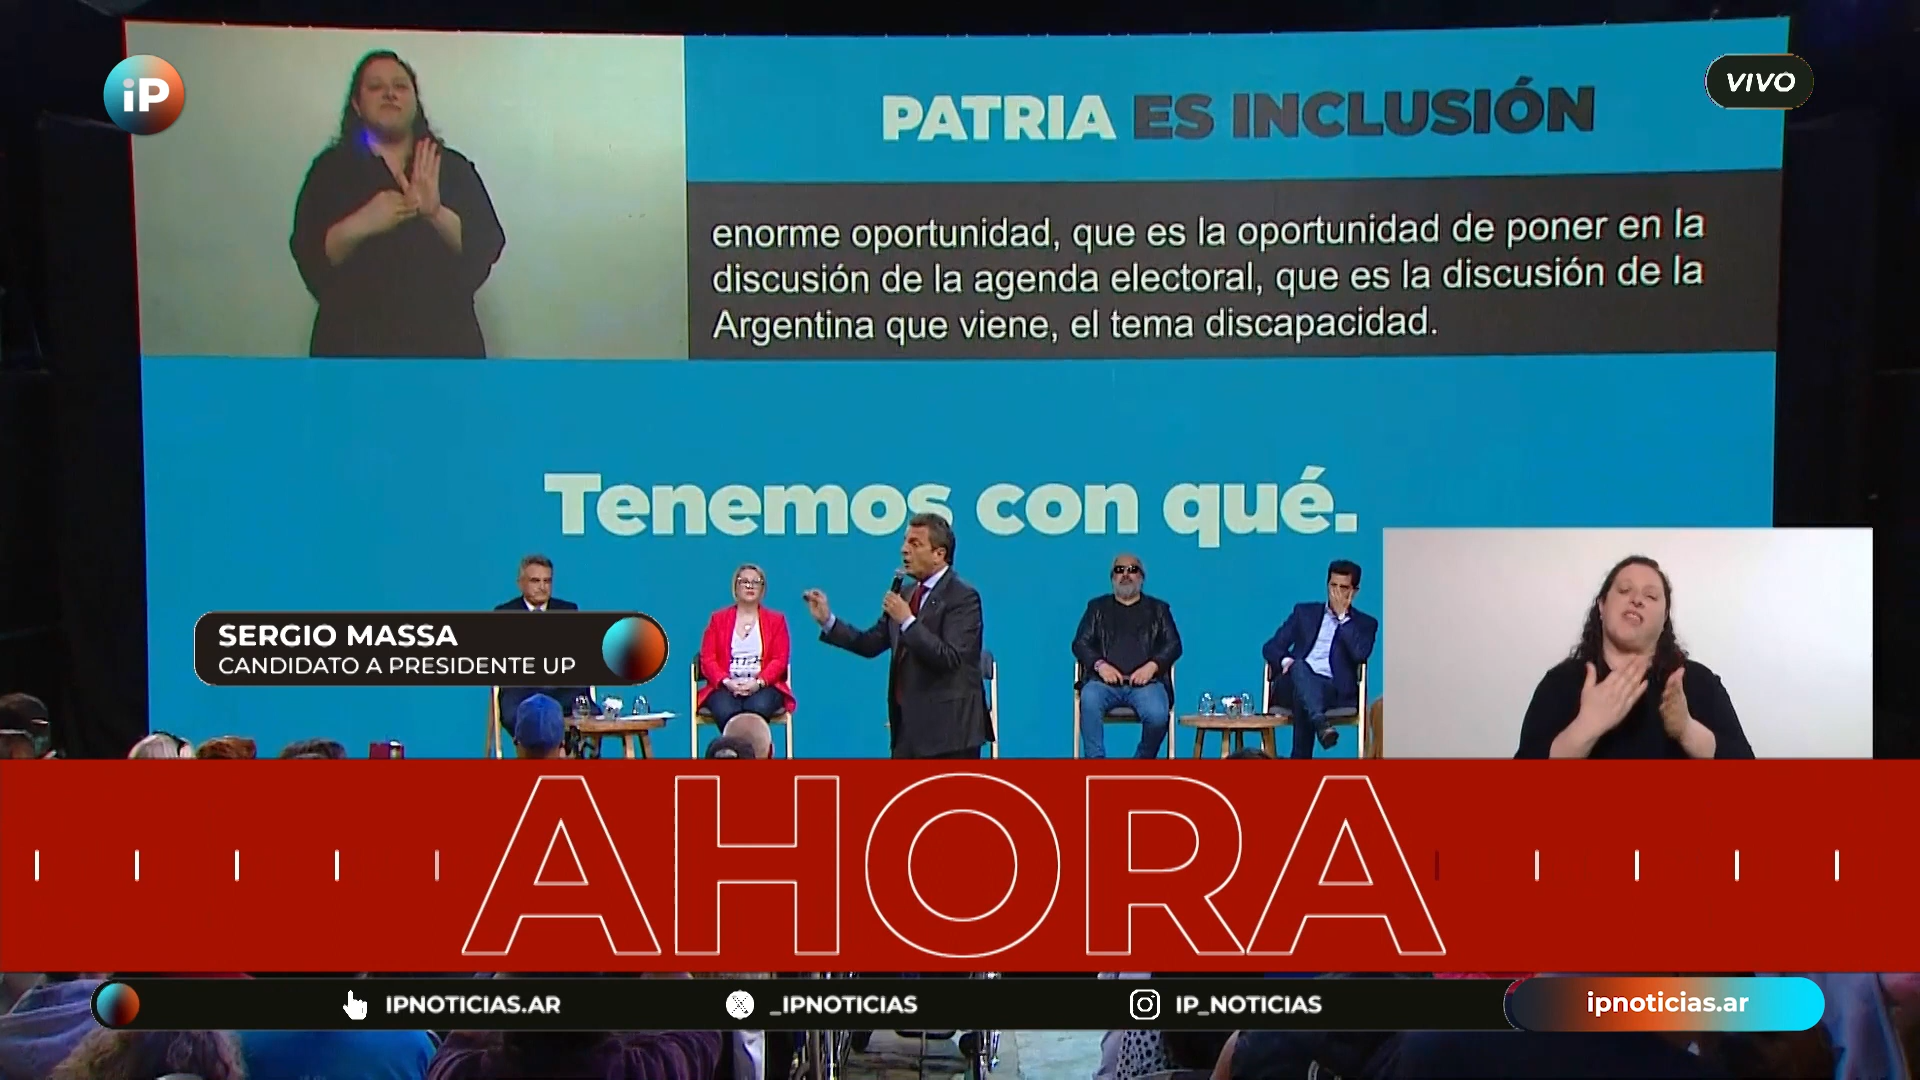 iP
VIVO
PATRIA ES INCLUSIÓN
enorme oportunidad, que es la oportunidad de poner en la
discusión de la agenda electoral, que es la discusión de la
Argentina que viene, el tema discapacidad.
Tenemos con qué.
SERGIO MASSA
CANDIDATO A PRESIDENTE UP
AHORA
IPNOTICIAS.AR
_IPNOTICIAS
IP_NOTICIAS
ipnoticias.ar